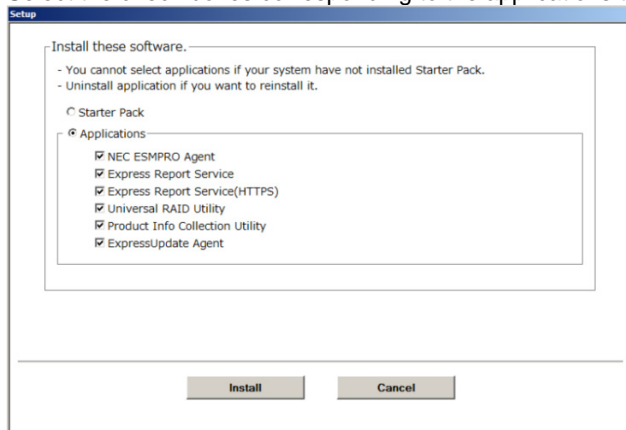 Setup
Install these software.
- You cannot select applications if your system have not installed Starter Pack.
- Uninstall application if you want to reinstall it.
Starter Pack
Applications
NEC ESMPRO Agent
Express Report Service
Express Report Service(HTTPS)
Universal RAID Utility
Product Info Collection Utility
ExpressUpdate Agent
Install Cancel